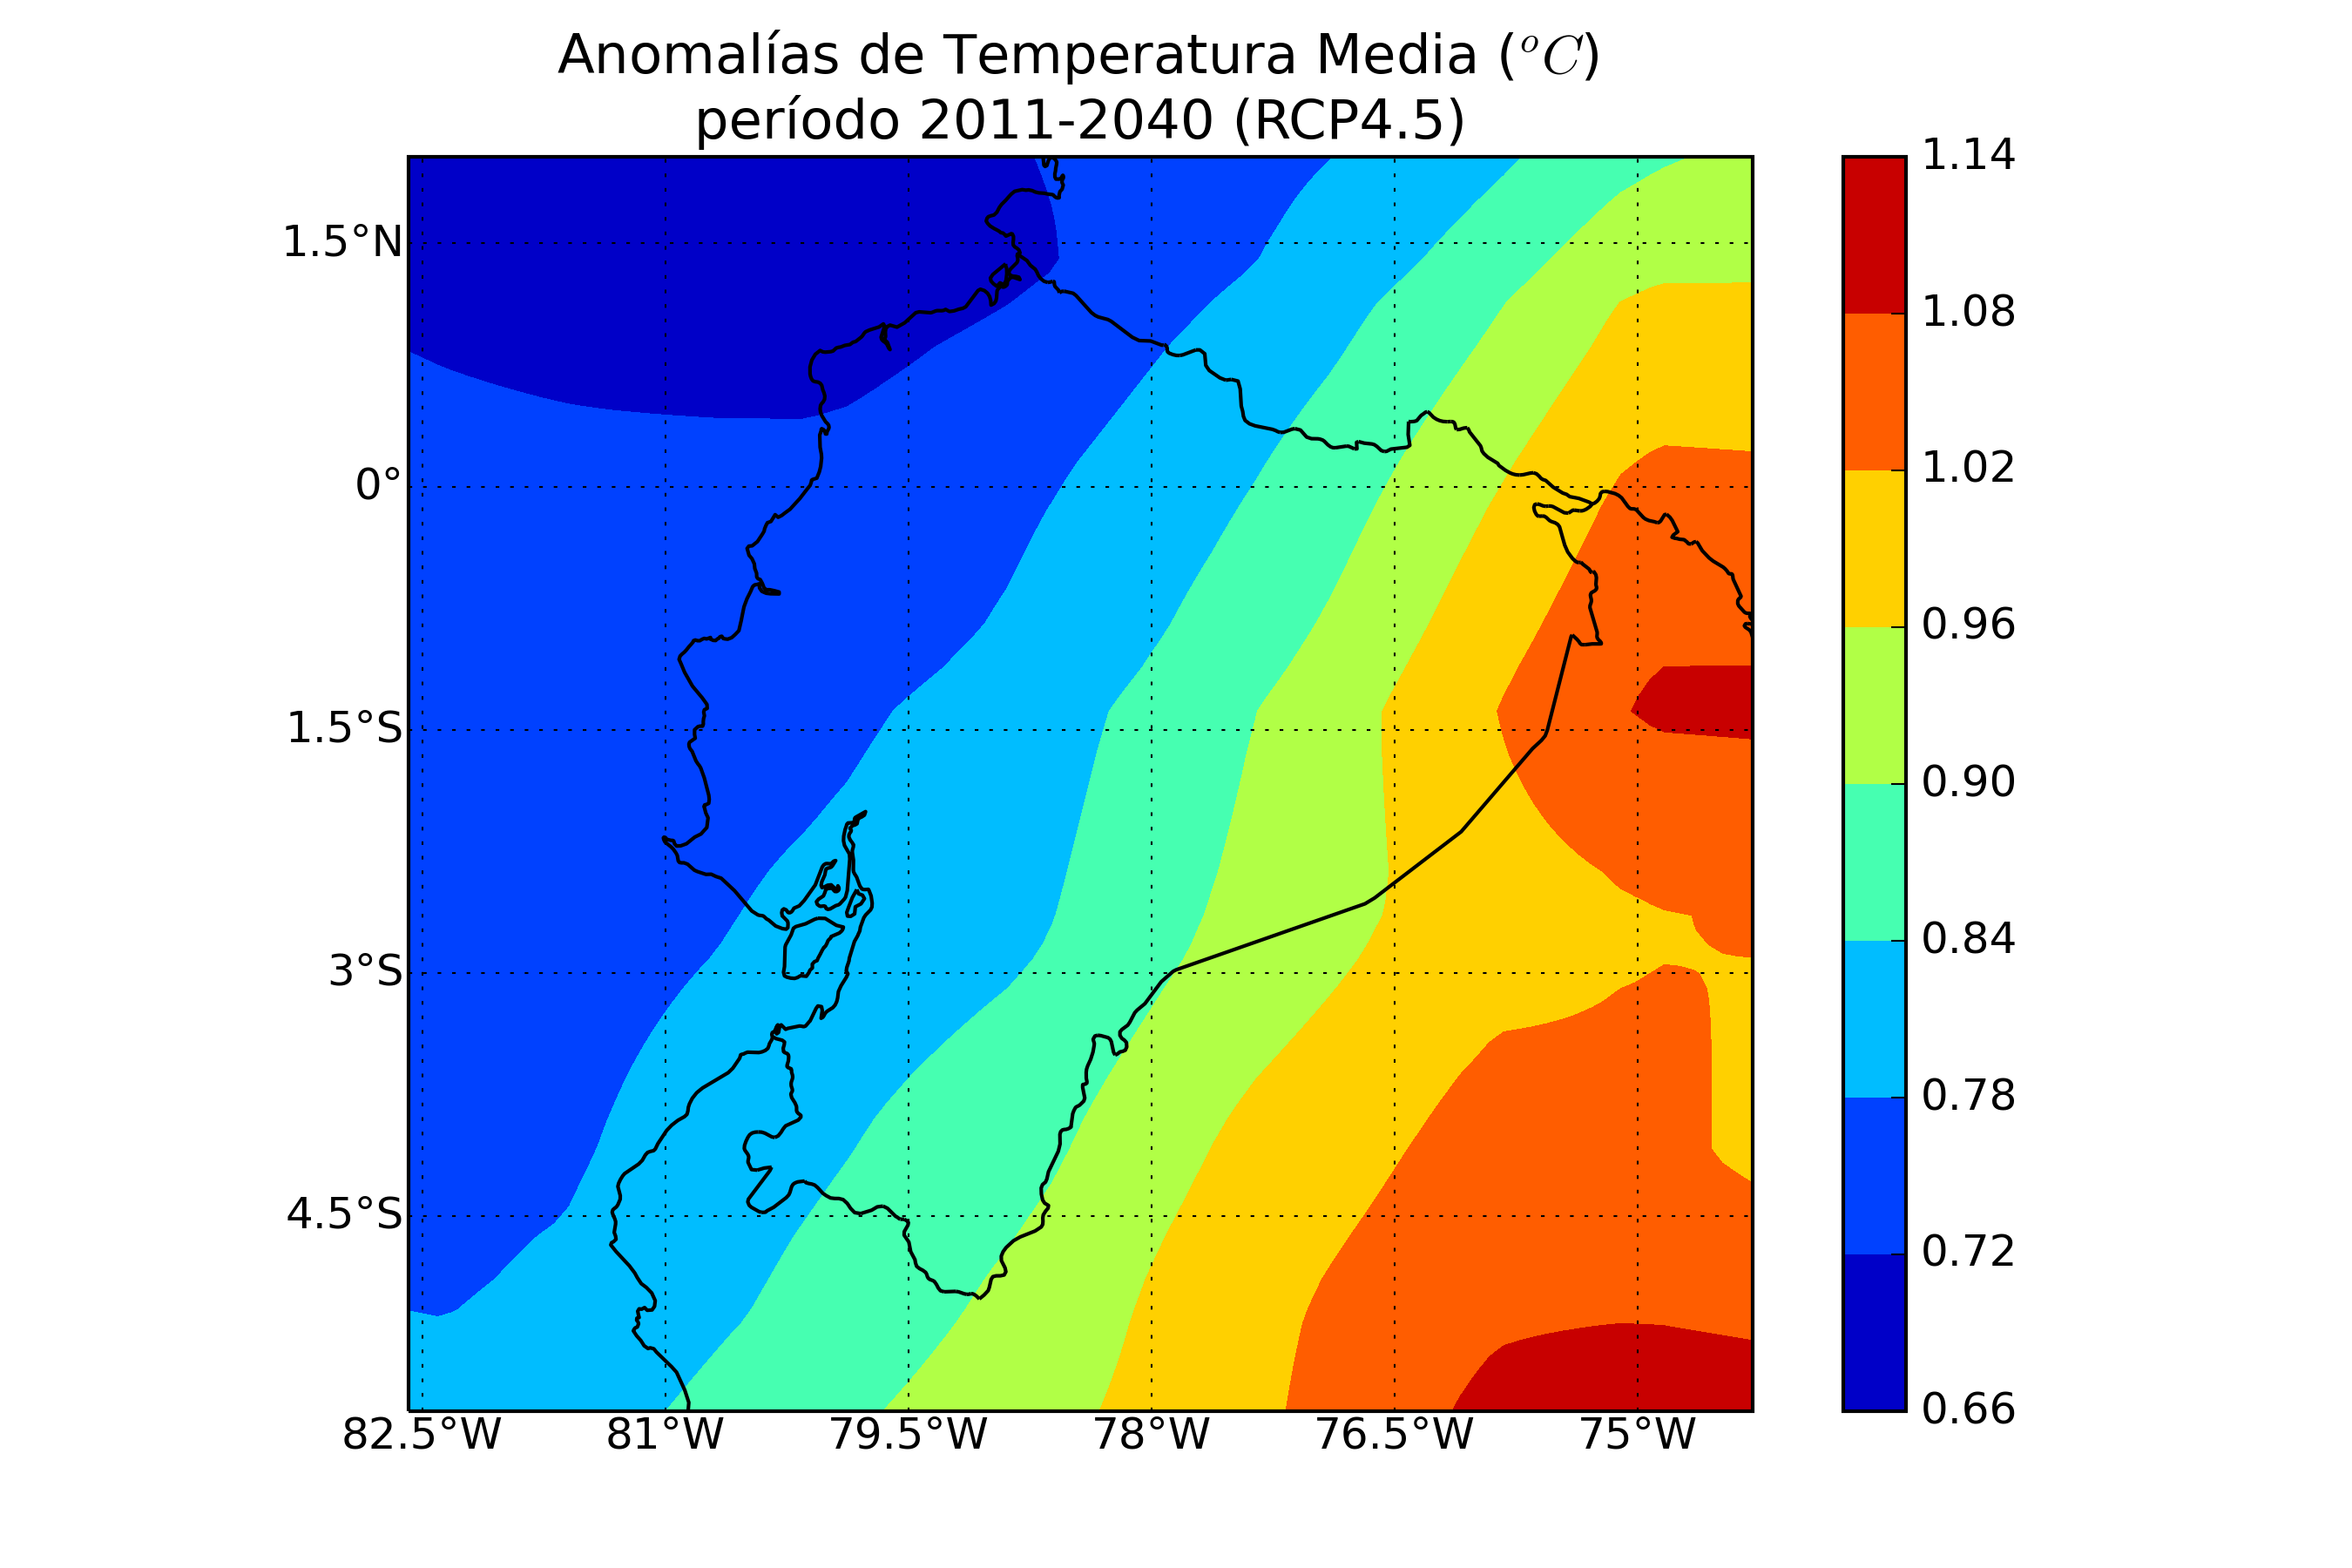 Anomalías de Temperatura Media (°C)
período 2011-2040 (RCP4.5)
1.5°N
0°
1.5°S
3°S
4.5°S
82.5°W
81°W
79.5°W
78°W
76.5°W
75°W
1.14
1.08
1.02
0.96
0.90
0.84
0.78
0.72
0.66